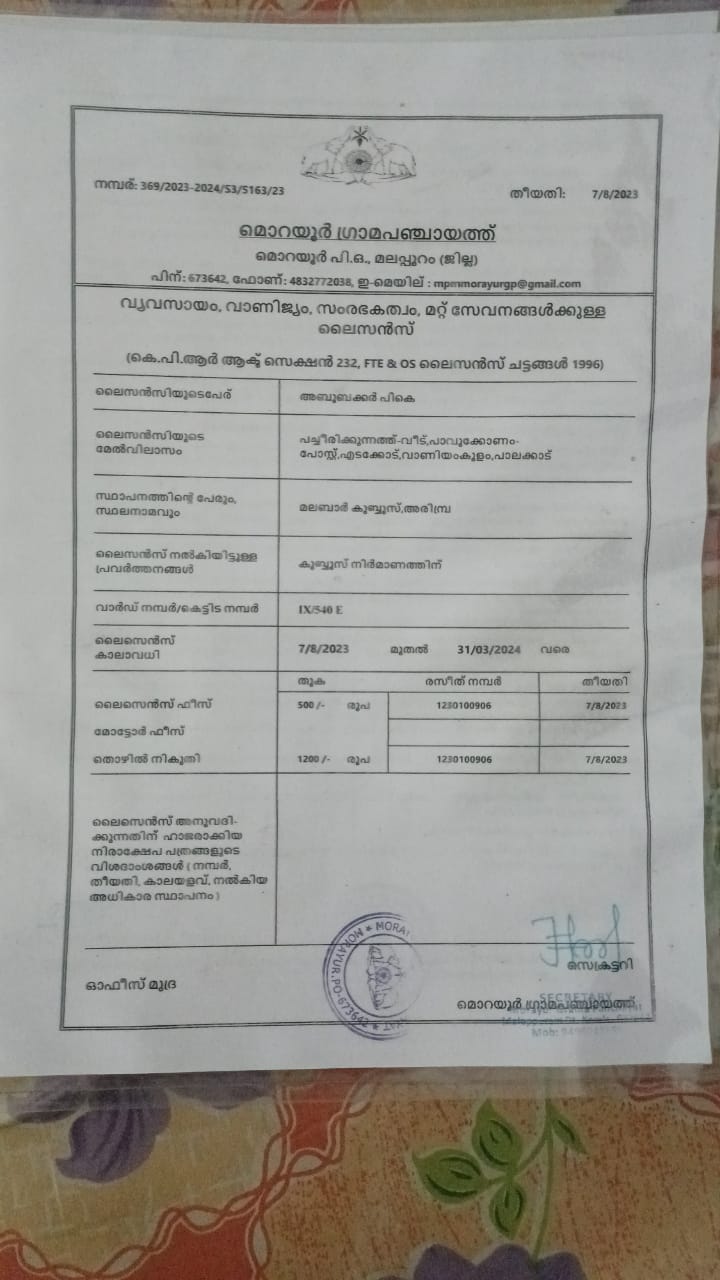 നമ്പര്: 369/2023-2024/S3/5163/23
തീയതി: 7/8/2023
മൊറയൂർ ഗ്രാമപഞ്ചായത്ത്
മൊറയൂർ പി.ഒ., മലപ്പുറം (ജില്ല)
പിന്: 673642, ഫോണ്: 4832772038, ഇ-മെയില് : mpmmorayurgp@gmail.com
വ്യവസായം, വാണിജ്യം, സംരഭകത്വം, മറ്റ് സേവനങ്ങൾക്കുള്ള
ലൈസൻസ്
(കെ.പി.ആർ ആക്ട് സെക്ഷൻ 232, FTE & OS ലൈസൻസ് ചട്ടങ്ങൾ 1996)
ലൈസൻസിയുടെപേര് അബൂബക്കർ പികെ
ലൈസൻസിയുടെ
മേൽവിലാസം
പച്ചീരിക്കുന്നത്ത്-വീട്,പാവുക്കോണം-
പോസ്റ്റ്,എടക്കോട്,വാണിയംകുളം,പാലക്കാട്
സ്ഥാപനത്തിന്റെ പേരും,
സ്ഥലനാമവും
മലബാർ കുബ്ബൂസ്,അരിമ്പ്ര
ലൈസൻസ് നൽകിയിട്ടുള്ള
പ്രവർത്തനങ്ങൾ
കുബ്ബൂസ് നിർമാണത്തിന്
വാർഡ് നമ്പർ/കെട്ടിട നമ്പർ IX/540 E
ലൈസെൻസ്
കാലാവധി
7/8/2023 മുതൽ 31/03/2024 വരെ
തുക രസീത് നമ്പർ തീയതി
ലൈസെൻസ് ഫീസ് 500 /- രൂപ 1230100906 7/8/2023
മോട്ടോർ ഫീസ്
തൊഴിൽ നികുതി 1200 /- രൂപ 1230100906 7/8/2023
ലൈസെൻസ് അനുവദി-
ക്കുന്നതിന് ഹാജരാക്കിയ
നിരാക്ഷേപ പത്രങ്ങളുടെ
വിശദാംശങ്ങൾ ( നമ്പർ,
തീയതി, കാലയളവ്, നൽകിയ
അധികാര സ്ഥാപനം )
MORAYUR.PO-673642
സെക്രട്ടറി
ഓഫീസ് മുദ്ര
മൊറയൂർ ഗ്രാമപഞ്ചായത്ത്
SECRETARY